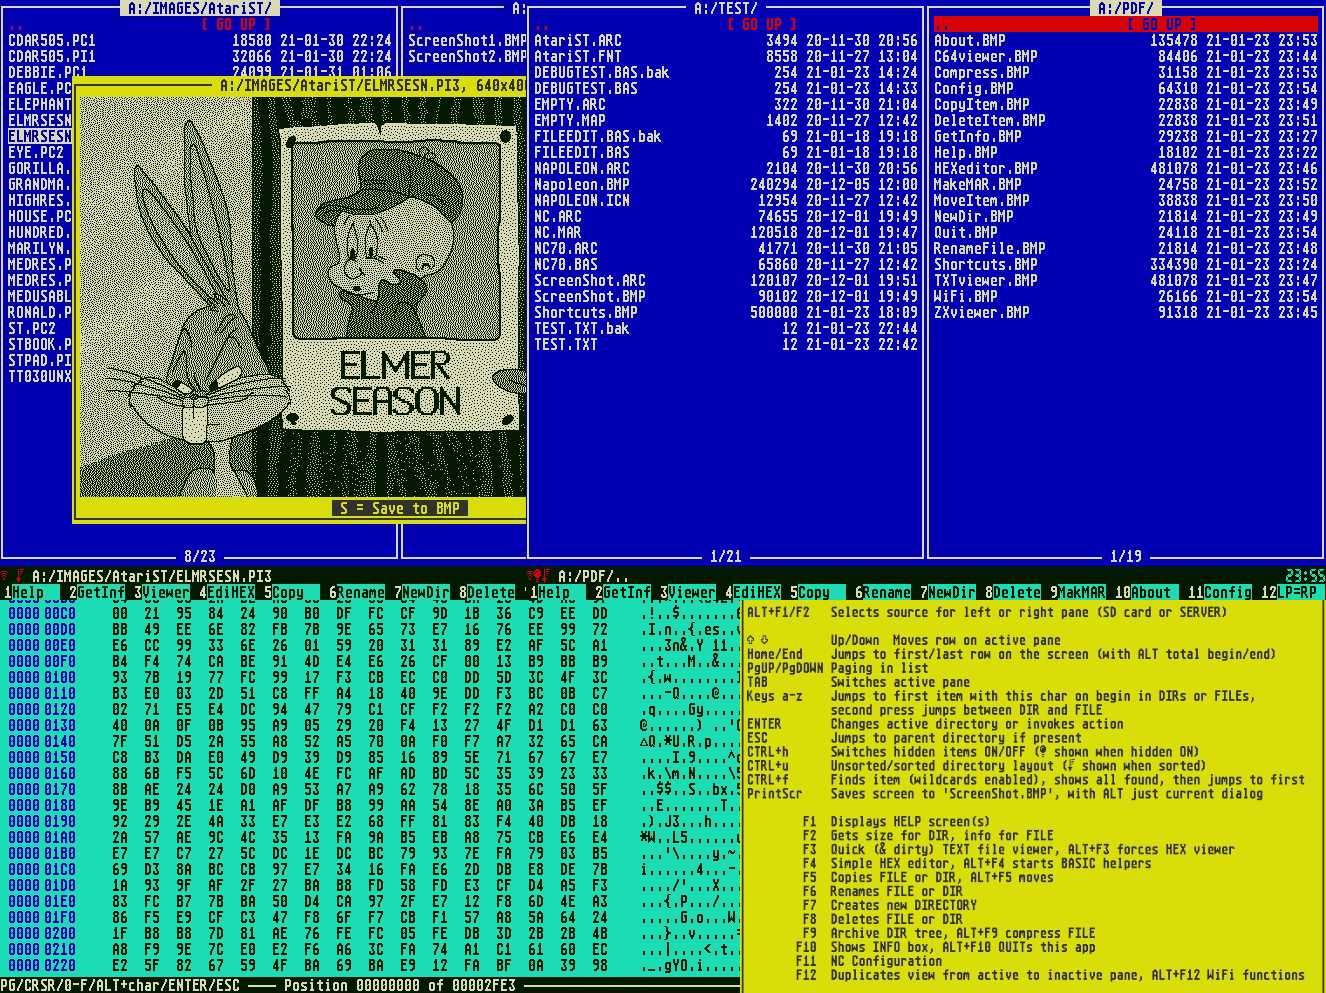 A:/IMAGES/AtariST/
.. [ GO UP ]
CDAR505.PC1 18580 21-01-30 22:24
CDAR505.PI1 32066 21-01-30 22:24
DEBBIE.PC1 24099 21-01-31 01:06
EAGLE.PC
ELEPHANT
ELMRSESN
ELMRSESN
EYE.PC2
GORILLA.
GRANDMA.
HIGHRES.
HOUSE.PC
HUNDRED.
MARILYN.
MEDRES.P
MEDRES.P
MEDUSABL
RONALD.P
ST.PC2
STBOOK.P
STPAD.PI
TT030UNX
8/23
A:
..
ScreenShot1.BMP
ScreenShot2.BMP
A:/IMAGES/AtariST/ELMRSESN.PI3, 640x40
ELMER
SEASON
S = Save to BMP
A:/TEST/
.. [ GO UP ]
AtariST.ARC 3494 20-11-30 20:56
AtariST.FNT 8558 20-11-27 13:04
DEBUGTEST.BAS.bak 254 21-01-23 14:24
DEBUGTEST.BAS 254 21-01-23 14:33
EMPTY.ARC 322 20-11-30 21:04
EMPTY.MAP 1402 20-11-27 12:42
FILEEDIT.BAS.bak 69 21-01-18 19:18
FILEEDIT.BAS 69 21-01-18 19:18
NAPOLEON.ARC 2104 20-11-30 20:56
Napoleon.BMP 240294 20-12-05 12:00
NAPOLEON.ICN 12954 20-11-27 12:42
NC.ARC 74655 20-12-01 19:49
NC.MAR 120518 20-12-01 19:47
NC70.ARC 41771 20-11-30 21:05
NC70.BAS 65860 20-11-27 12:42
ScreenShot.ARC 120107 20-12-01 19:51
ScreenShot.BMP 90102 20-12-01 19:49
Shortcuts.BMP 500000 21-01-23 18:09
TEST.TXT.bak 12 21-01-23 22:44
TEST.TXT 12 21-01-23 22:42
1/21
A:/PDF/
.. [ GO UP ]
About.BMP 135478 21-01-23 23:53
C64viewer.BMP 84406 21-01-23 23:44
Compress.BMP 31158 21-01-23 23:53
Config.BMP 64310 21-01-23 23:54
CopyItem.BMP 22838 21-01-23 23:49
DeleteItem.BMP 22838 21-01-23 23:51
GetInfo.BMP 29238 21-01-23 23:27
Help.BMP 18102 21-01-23 23:22
HEXeditor.BMP 481078 21-01-23 23:46
MakeMAR.BMP 24758 21-01-23 23:52
MoveItem.BMP 38838 21-01-23 23:50
NewDir.BMP 21814 21-01-23 23:49
Quit.BMP 24118 21-01-23 23:54
RenameFile.BMP 21814 21-01-23 23:48
Shortcuts.BMP 334390 21-01-23 23:24
TXTviewer.BMP 481078 21-01-23 23:47
WiFi.BMP 26166 21-01-23 23:54
ZXviewer.BMP 91318 21-01-23 23:45
1/19
A:/IMAGES/AtariST/ELMRSESN.PI3
1Help 2GetInf 3Viewer 4EdiHEX 5Copy 6Rename 7NewDir 8Delete
A:/PDF/.. 23:55
1Help 2GetInf 3Viewer 4EdiHEX 5Copy 6Rename 7NewDir 8Delete 9MakMAR 10About 11Config 12LP=RP
0000 00C0 00 21 95 84 24 90 B0 DF FC CF 9D 1B 36 C9 EE DD .!..$......
0000 00D0 BB 49 EE 6E 82 FB 7B 9E 65 73 E7 16 76 EE 99 72 .I.n..{.es..v
0000 00E0 E6 CC 99 33 6E 26 01 59 20 31 31 89 E2 AF 5C A1 ...3n&.Y 11..
0000 00F0 B4 F4 74 CA BE 91 4D E4 E6 26 CF 00 13 B9 BB B9 ..t...M..&...
0000 0100 93 7B 19 77 FC 99 17 F3 CB EC C0 DD 5D 3C 4F 3C .{.w.........
0000 0110 B3 E0 03 2D 51 C8 FF A4 18 40 9E DD F3 BC 0B C7 ...-Q....@...
0000 0120 02 71 E5 E4 DC 94 47 79 C1 CF F2 F2 F2 A2 C0 CF .q....Gy.....
0000 0130 40 0A 0F 0B 95 A9 05 29 20 F4 13 27 4F D1 D1 63 @......) ..'O
0000 0140 7F 51 D5 2A 55 A8 52 A5 70 0A F0 F7 A7 32 65 CA △Q.*U.R.p....
0000 0150 C8 B3 DA E0 49 D9 39 D9 85 16 89 5E 71 67 67 E7 ....I.9....^q
0000 0160 88 6B F5 5C 6D 10 4E FC AF AD BD 5C 35 39 23 33 .k.\m.N....\5
0000 0170 8B AE 24 24 D0 A9 53 A7 A9 62 78 18 35 6C 50 5F ..$$..S..bx.5
0000 0180 9E B9 45 1E A1 AF DF B8 99 AA 54 8E A0 3A B5 EF ..E.......T..
0000 0190 92 29 2E 4A 33 E7 E3 E2 68 FF 81 83 F4 40 DB 18 .).J3...h....
0000 01A0 2A 57 AE 9C 4C 35 13 FA 9A B5 EB A8 75 CB E6 E4 *W..L5......u
0000 01B0 E7 E7 C7 27 5C DC 1E DC BC 79 93 7E FA 79 03 B5 ...'\....y.~.
0000 01C0 69 D3 8A BC CB 97 E7 34 16 FA E6 2D DB E8 DE 7B i......4...-.
0000 01D0 1A 93 9F AF 2F 27 BA B8 FD 58 FD E3 CF D4 A5 F3 ..../'...X...
0000 01E0 83 FC B7 7B BA 50 D4 CA 97 2F E7 12 F8 6D 4E A3 ...{.P.../...
0000 01F0 86 F5 E9 CF C3 47 F8 6F F7 CB F1 57 A8 5A 64 24 .....G.o...W.
0000 0200 1F B8 B8 7D 81 AE 76 FE FC 05 FE DB 3D 2B 2B 4B ...}..v.....=
0000 0210 A8 F9 9E 7C E0 E2 F6 A6 3C FA 74 A1 C1 61 60 EC ...|....<.t..
0000 0220 E2 5F 82 67 59 4F BA 69 BA E9 12 FA BF 0A 39 98 ._.gYO.i.....
PG/CRSR/0-F/ALT+char/ENTER/ESC Position 00000000 of 00002FE3
ALT+F1/F2 Selects source for left or right pane (SD card or SERVER)
⇧ ⇩ Up/Down Moves row on active pane
Home/End Jumps to first/last row on the screen (with ALT total begin/end)
PgUP/PgDOWN Paging in list
TAB Switches active pane
Keys a-z Jumps to first item with this char on begin in DIRs or FILEs,
second press jumps between DIR and FILE
ENTER Changes active directory or invokes action
ESC Jumps to parent directory if present
CTRL+h Switches hidden items ON/OFF ( shown when hidden ON)
CTRL+u Unsorted/sorted directory layout ( shown when sorted)
CTRL+f Finds item (wildcards enabled), shows all found, then jumps to first
PrintScr Saves screen to 'ScreenShot.BMP', with ALT just current dialog
F1 Displays HELP screen(s)
F2 Gets size for DIR, info for FILE
F3 Quick (& dirty) TEXT file viewer, ALT+F3 forces HEX viewer
F4 Simple HEX editor, ALT+F4 starts BASIC helpers
F5 Copies FILE or DIR, ALT+F5 moves
F6 Renames FILE or DIR
F7 Creates new DIRECTORY
F8 Deletes FILE or DIR
F9 Archive DIR tree, ALT+F9 compress FILE
F10 Shows INFO box, ALT+F10 QUITs this app
F11 NC Configuration
F12 Duplicates view from active to inactive pane, ALT+F12 WiFi functions